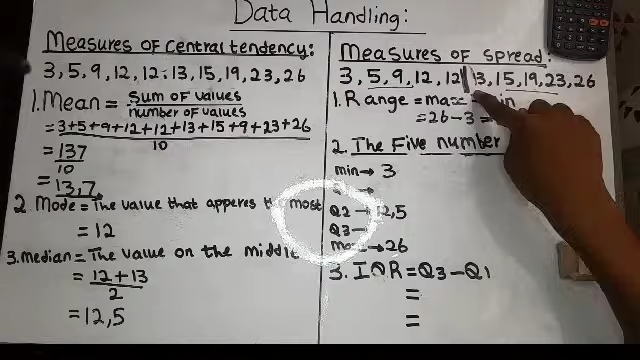 Data Handling:
Measures of central tendency:
3, 5, 9, 12, 12; 13, 15, 19, 23, 26
1. Mean = Sum of values
number of values
= 3+5+9+12+12+13+15+9+23+26
10
= 137
10
= 13,7
2. Mode = The value that apperes the most
= 12
3. median = The value on the middle
= 12 + 13
2
= 12,5
Measures of spread:
3, 5, 9, 12, 12 | 13, 15, 19, 23, 26
1. Range = max -
= 26 - 3 =
2. The Five number
min → 3
Q2 → 12,5
Q3 →
max → 26
3. IQR = Q3 - Q1
=
=